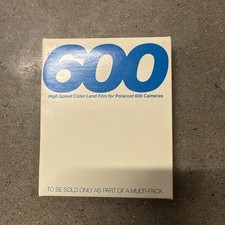 600
High Speed Color Land Film for Polaroid 600 Cameras
TO BE SOLD ONLY AS PART OF A MULTI-PACK